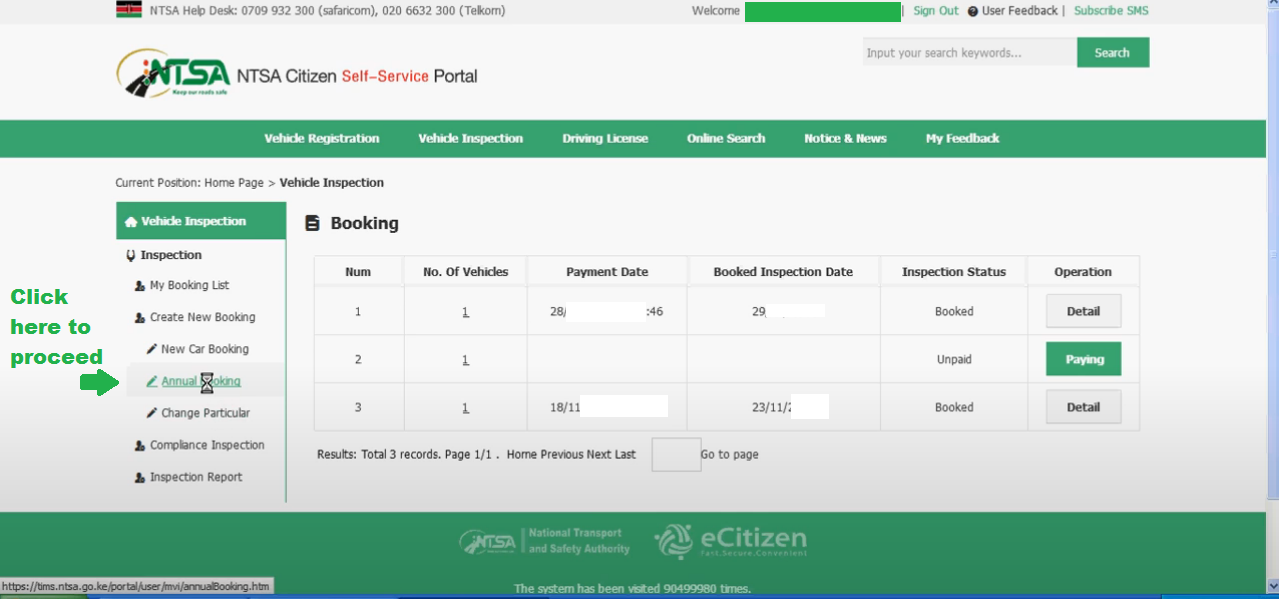 NTSA Help Desk: 0709 932 300 (safaricom), 020 6632 300 (Telkom)
Welcome | Sign Out User Feedback | Subscribe SMS
NTSA
Keep our roads safe
NTSA Citizen Self-Service Portal
Input your search keywords... Search
Vehicle Registration Vehicle Inspection Driving License Online Search Notice & News My Feedback
Current Position: Home Page > Vehicle Inspection
Vehicle Inspection
Inspection
My Booking List
Create New Booking
New Car Booking
Annual Booking
Change Particular
Compliance Inspection
Inspection Report
Click
here to
proceed
Booking
Num No. Of Vehicles Payment Date Booked Inspection Date Inspection Status Operation
1 1 28/ :46 29 Booked Detail
2 1 Unpaid Paying
3 1 18/11 23/11/ Booked Detail
Results: Total 3 records. Page 1/1 . Home Previous Next Last Go to page
NTSA National Transport
and Safety Authority
eCitizen
Fast.Secure.Convenient
https://tims.ntsa.go.ke/portal/user/mvi/annualBooking.htm
The system has been visited 90499980 times.